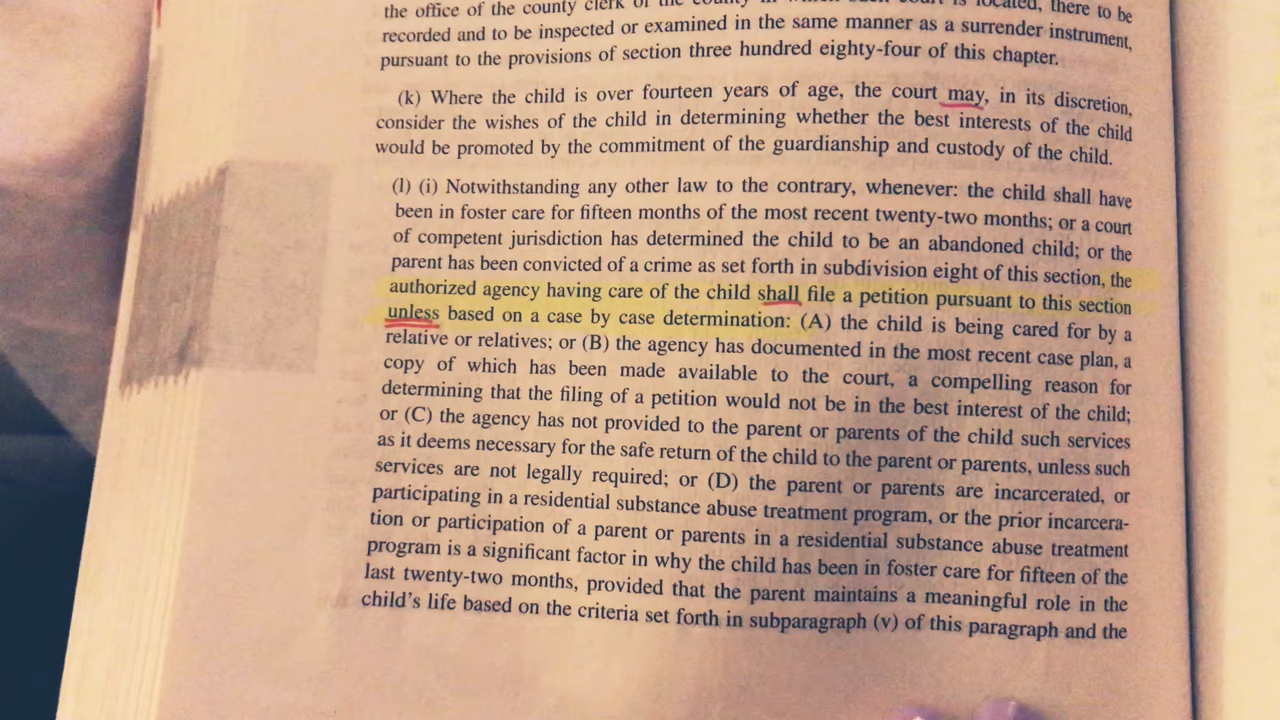 the office of the county clerk of the county in which such court is located, there to be
recorded and to be inspected or examined in the same manner as a surrender instrument,
pursuant to the provisions of section three hundred eighty-four of this chapter.
(k) Where the child is over fourteen years of age, the court may, in its discretion,
consider the wishes of the child in determining whether the best interests of the child
would be promoted by the commitment of the guardianship and custody of the child.
(l) (i) Notwithstanding any other law to the contrary, whenever: the child shall have
been in foster care for fifteen months of the most recent twenty-two months; or a court
of competent jurisdiction has determined the child to be an abandoned child; or the
parent has been convicted of a crime as set forth in subdivision eight of this section, the
authorized agency having care of the child shall file a petition pursuant to this section
unless based on a case by case determination: (A) the child is being cared for by a
relative or relatives; or (B) the agency has documented in the most recent case plan, a
copy of which has been made available to the court, a compelling reason for
determining that the filing of a petition would not be in the best interest of the child;
or (C) the agency has not provided to the parent or parents of the child such services
as it deems necessary for the safe return of the child to the parent or parents, unless such
services are not legally required; or (D) the parent or parents are incarcerated, or
participating in a residential substance abuse treatment program, or the prior incarcera-
tion or participation of a parent or parents in a residential substance abuse treatment
program is a significant factor in why the child has been in foster care for fifteen of the
last twenty-two months, provided that the parent maintains a meaningful role in the
child's life based on the criteria set forth in subparagraph (v) of this paragraph and the